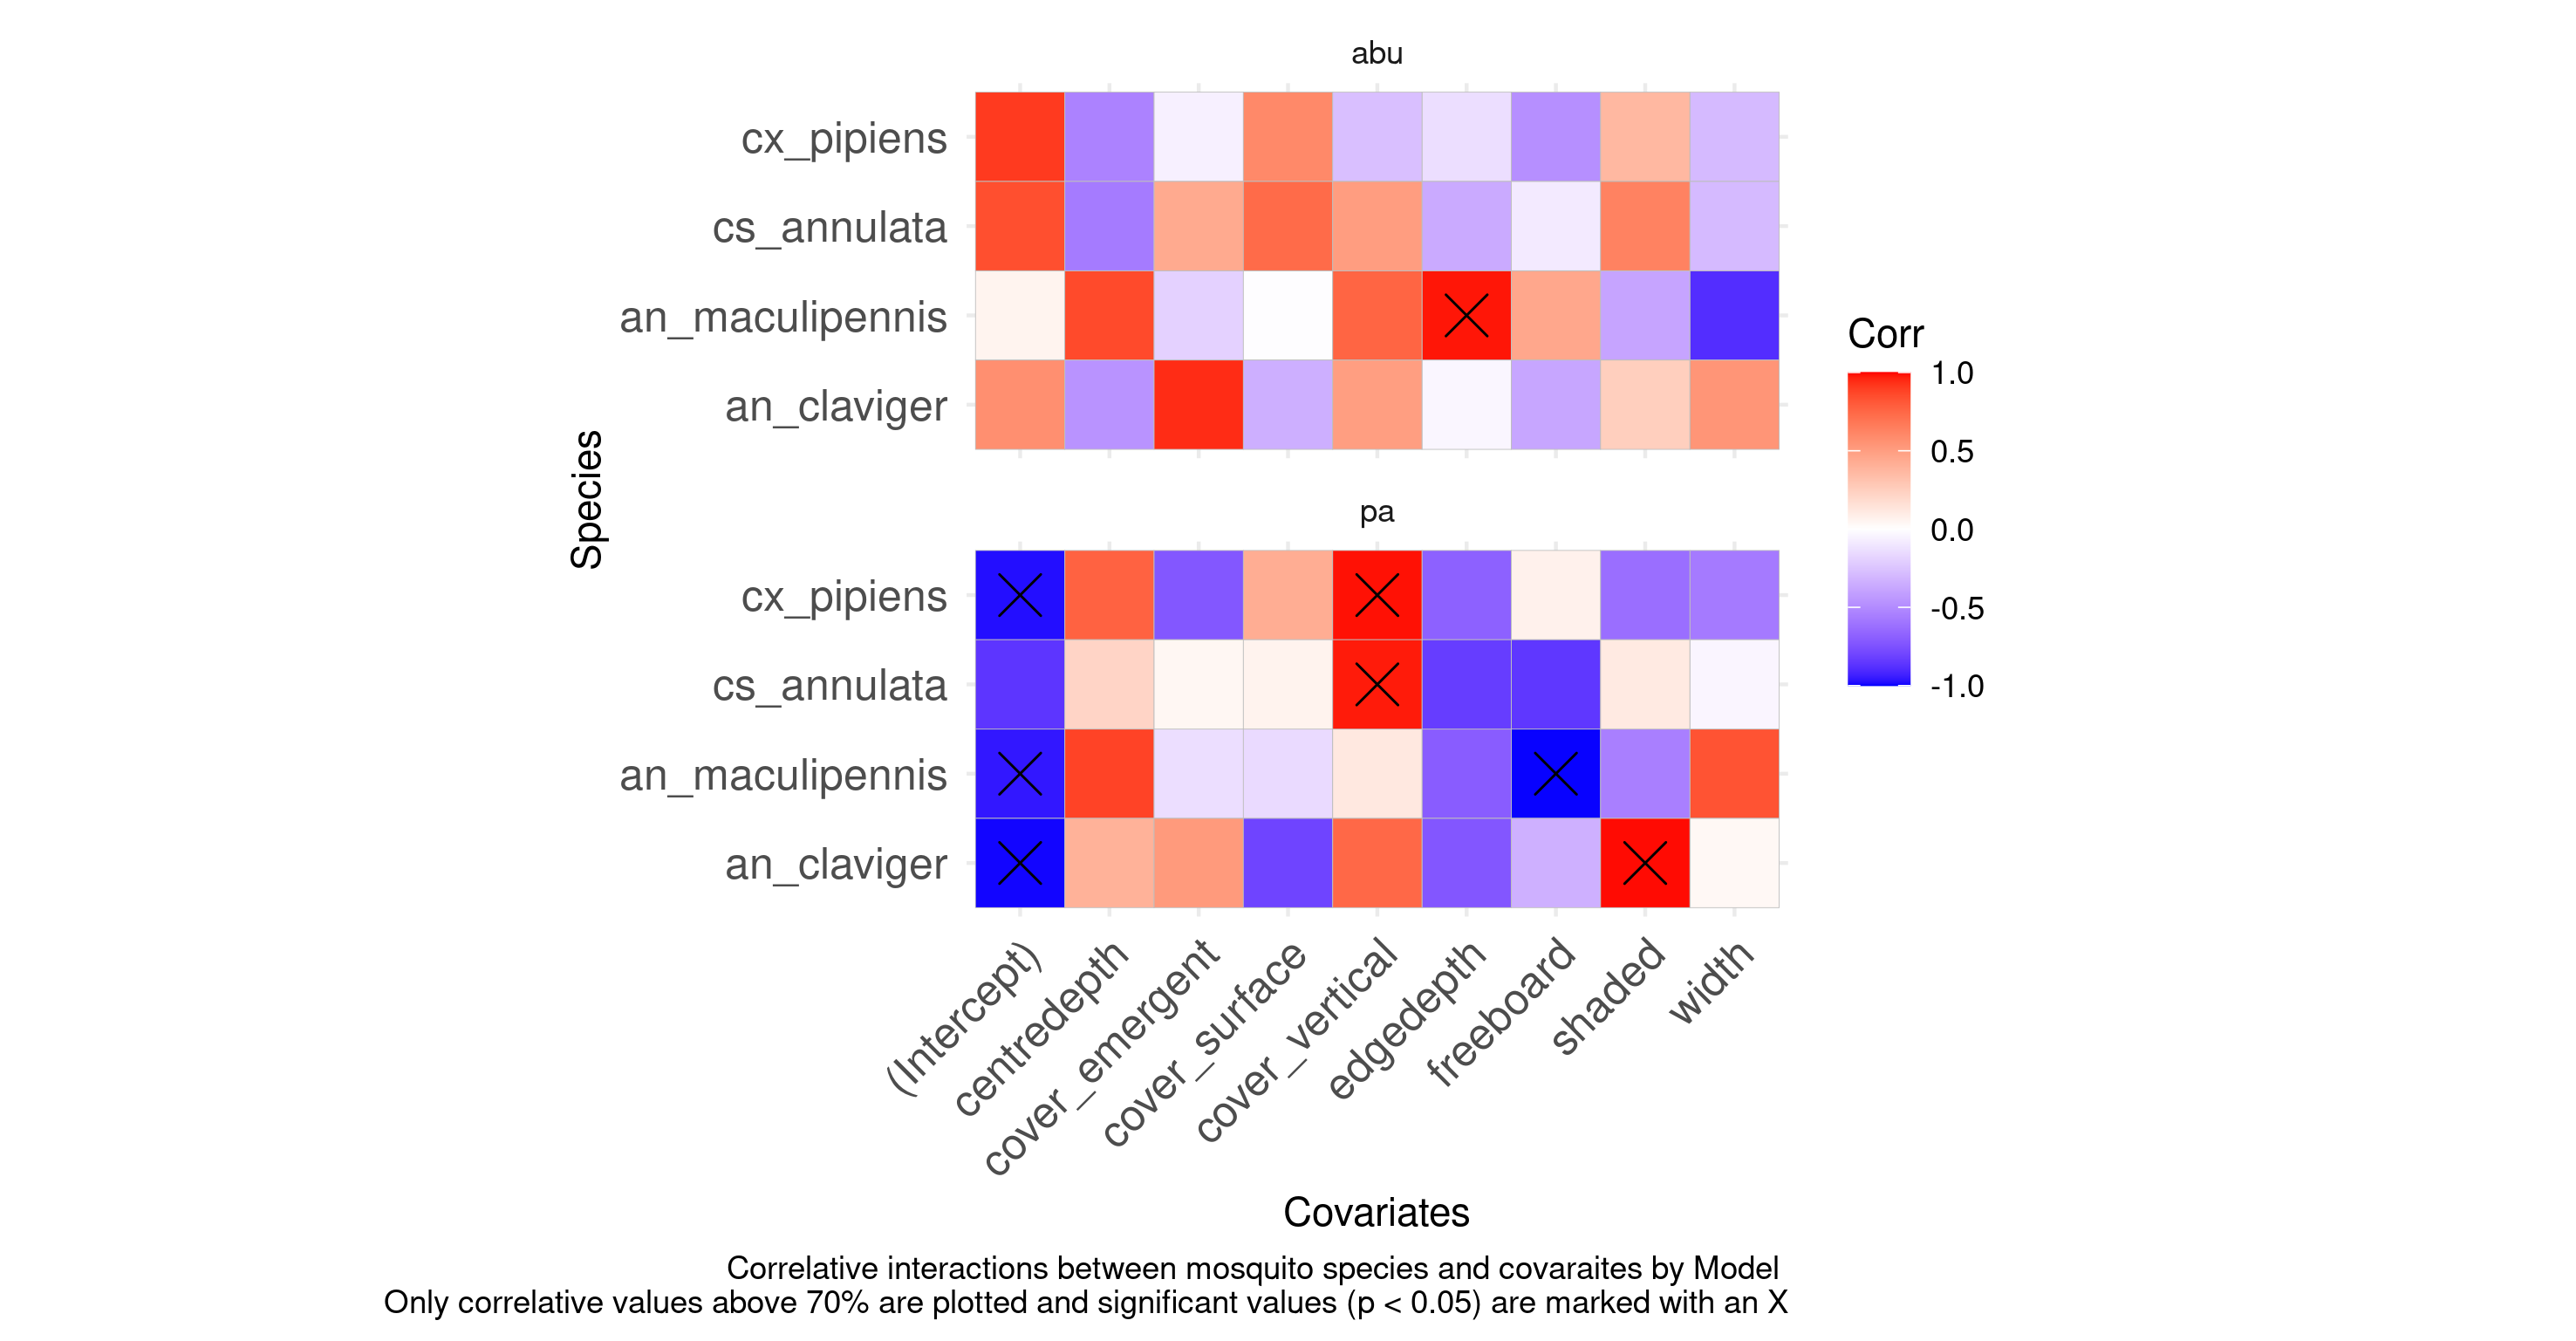 abu
cx_pipiens
cs_annulata
an_maculipennis
an_claviger
Species
pa
cx_pipiens
cs_annulata
an_maculipennis
an_claviger
Corr
1.0
0.5
0.0
-0.5
-1.0
(Intercept)
centredepth
cover_emergent
cover_surface
cover_vertical
edgedepth
freeboard
shaded
width
Covariates
Correlative interactions between mosquito species and covaraites by Model
Only correlative values above 70% are plotted and significant values (p < 0.05) are marked with an X